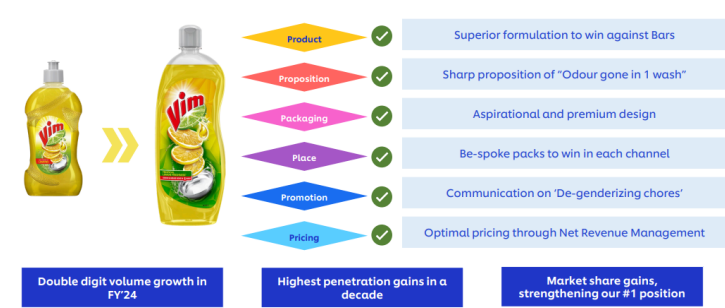 Product
Superior formulation to win against Bars
Proposition
Sharp proposition of "Odour gone in 1 wash"
Packaging
Aspirational and premium design
Place
Be-spoke packs to win in each channel
Promotion
Communication on 'De-genderizing chores'
Pricing
Optimal pricing through Net Revenue Management
Vim
Vim
Double digit volume growth in
FY'24
Highest penetration gains in a
decade
Market share gains,
strengthening our #1 position